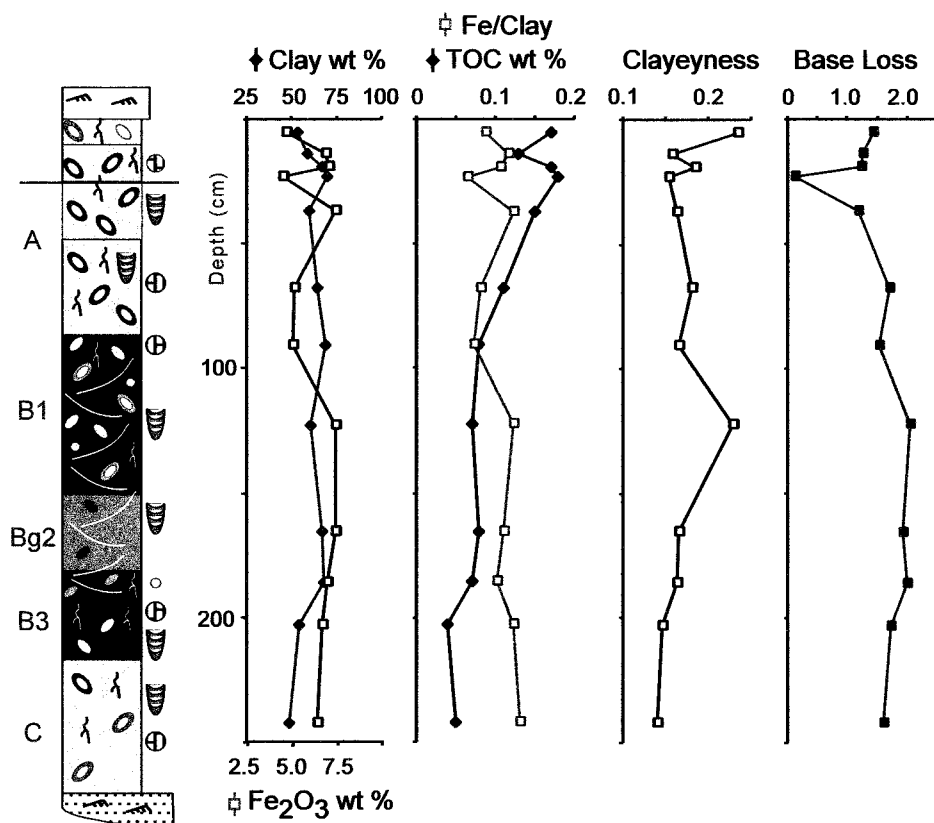 Fe/Clay
Clay wt % TOC wt % Clayeyness Base Loss
25 50 75 100 0 0.1 0.2 0.1 0.2 0 1.0 2.0
A
B1
Bg2
B3
C
Depth (cm)
100
200
2.5 5.0 7.5
Fe₂O₃ wt %